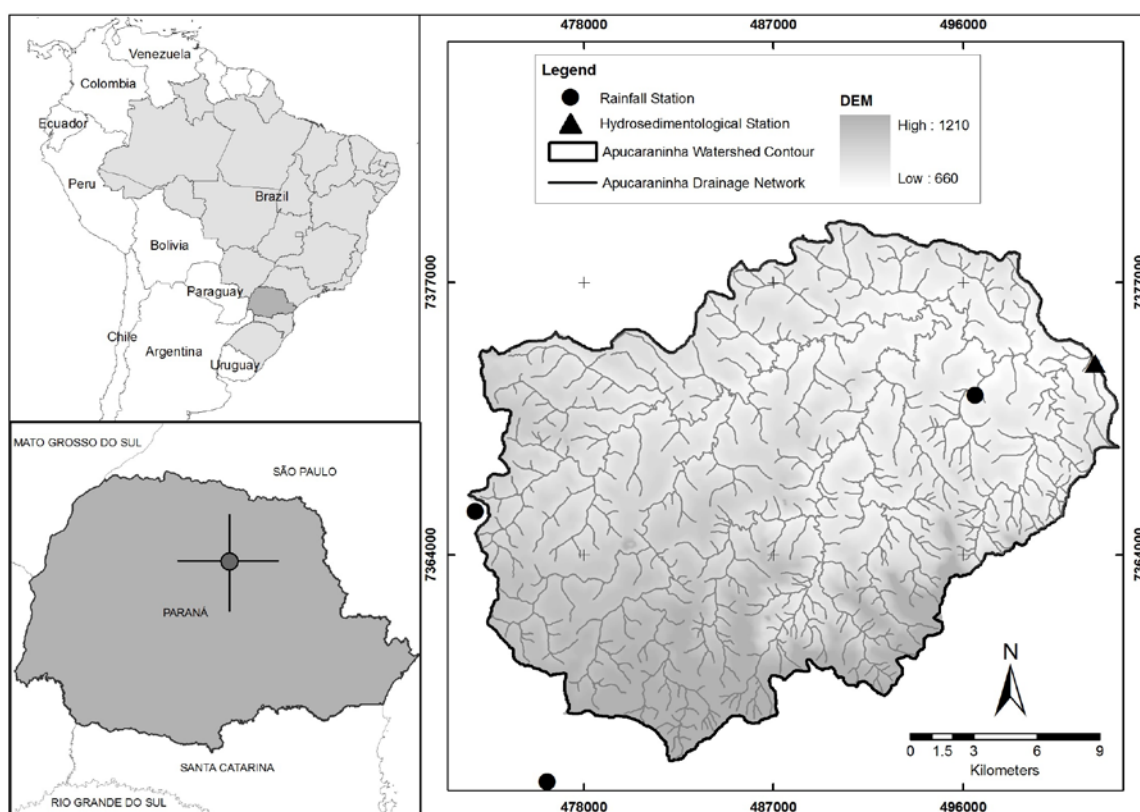 Venezuela
Colombia
Ecuador
Peru
Brazil
Bolivia
Paraguay
Chile
Argentina
Uruguay
MATO GROSSO DO SUL
SÃO PAULO
PARANÁ
SANTA CATARINA
RIO GRANDE DO SUL
478000 487000 496000
Legend
Rainfall Station
Hydrosedimentological Station
Apucaraninha Watershed Contour
Apucaraninha Drainage Network
DEM
High : 1210
Low : 660
7377000 7377000
7364000 7364000
N
0 1.5 3 6 9
Kilometers
478000 487000 496000